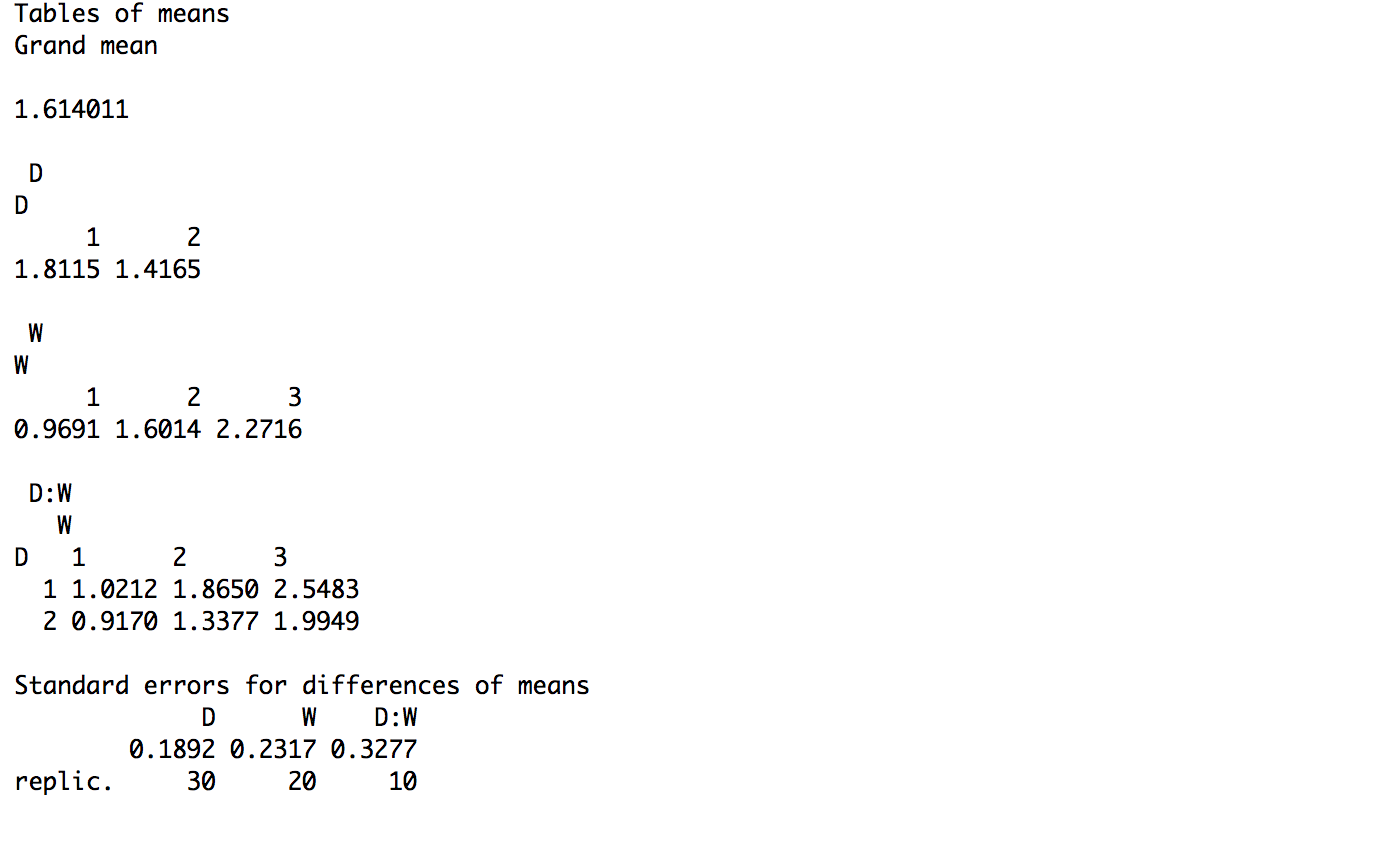 Tables of means
Grand mean

1.614011

 D
D
     1      2
1.8115 1.4165

 W
W
     1      2      3
0.9691 1.6014 2.2716

 D:W
   W
D   1      2      3
  1 1.0212 1.8650 2.5483
  2 0.9170 1.3377 1.9949

Standard errors for differences of means
             D      W    D:W
        0.1892 0.2317 0.3277
replic.     30     20     10